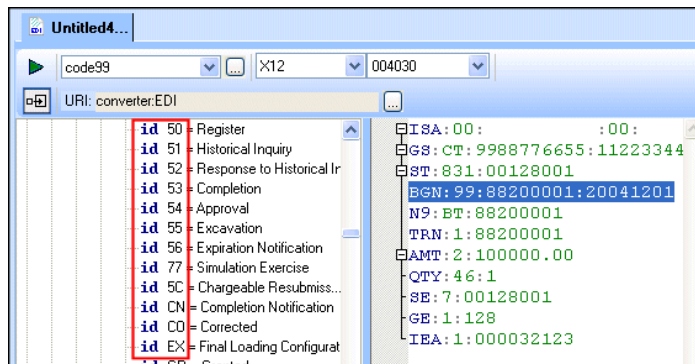 Untitled4...
code99 ... X12 004030
URI: converter:EDI ...
id 50 = Register
id 51 = Historical Inquiry
id 52 = Response to Historical Ir
id 53 = Completion
id 54 = Approval
id 55 = Excavation
id 56 = Expiration Notification
id 77 = Simulation Exercise
id 5C = Chargeable Resubmiss...
id CN = Completion Notification
id CO = Corrected
id EX = Final Loading Configurat
ISA:00: :00:
GS:CT:9988776655:11223344
ST:831:00128001
BGN:99:88200001:20041201
N9:BT:88200001
TRN:1:88200001
AMT:2:100000.00
QTY:46:1
SE:7:00128001
GE:1:128
IEA:1:000032123